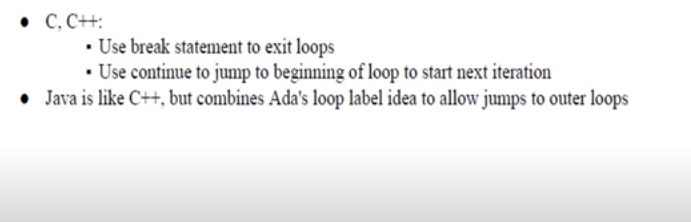 • C, C++:
▪ Use break statement to exit loops
▪ Use continue to jump to beginning of loop to start next iteration
• Java is like C++, but combines Ada's loop label idea to allow jumps to outer loops